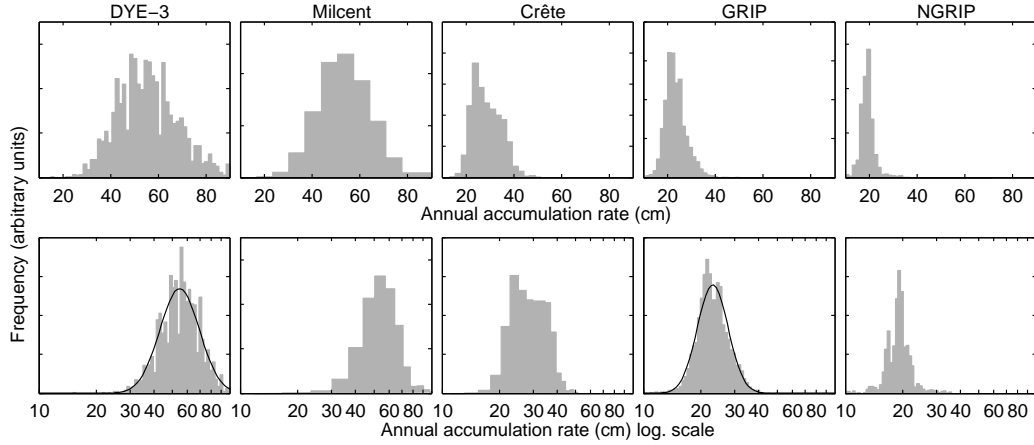 DYE−3 Milcent Crête GRIP NGRIP
Frequency (arbitrary units)
20 40 60 80 20 40 60 80 20 40 60 80 20 40 60 80 20 40 60 80
Annual accumulation rate (cm)
10 20 30 40 60 80 10 20 30 40 60 80 10 20 30 40 60 80 10 20 30 40 60 80 10 20 30 40 60 80
Annual accumulation rate (cm) log. scale